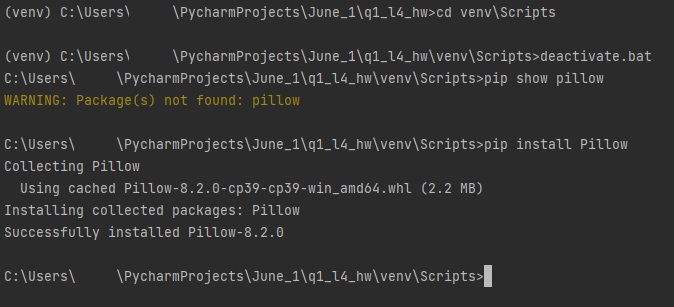 (venv) C:\Users\ \PycharmProjects\June_1\q1_l4_hw>cd venv\Scripts
(venv) C:\Users\ \PycharmProjects\June_1\q1_l4_hw\venv\Scripts>deactivate.bat
C:\Users\ \PycharmProjects\June_1\q1_l4_hw\venv\Scripts>pip show pillow
WARNING: Package(s) not found: pillow
C:\Users\ \PycharmProjects\June_1\q1_l4_hw\venv\Scripts>pip install Pillow
Collecting Pillow
  Using cached Pillow-8.2.0-cp39-cp39-win_amd64.whl (2.2 MB)
Installing collected packages: Pillow
Successfully installed Pillow-8.2.0
C:\Users\ \PycharmProjects\June_1\q1_l4_hw\venv\Scripts>